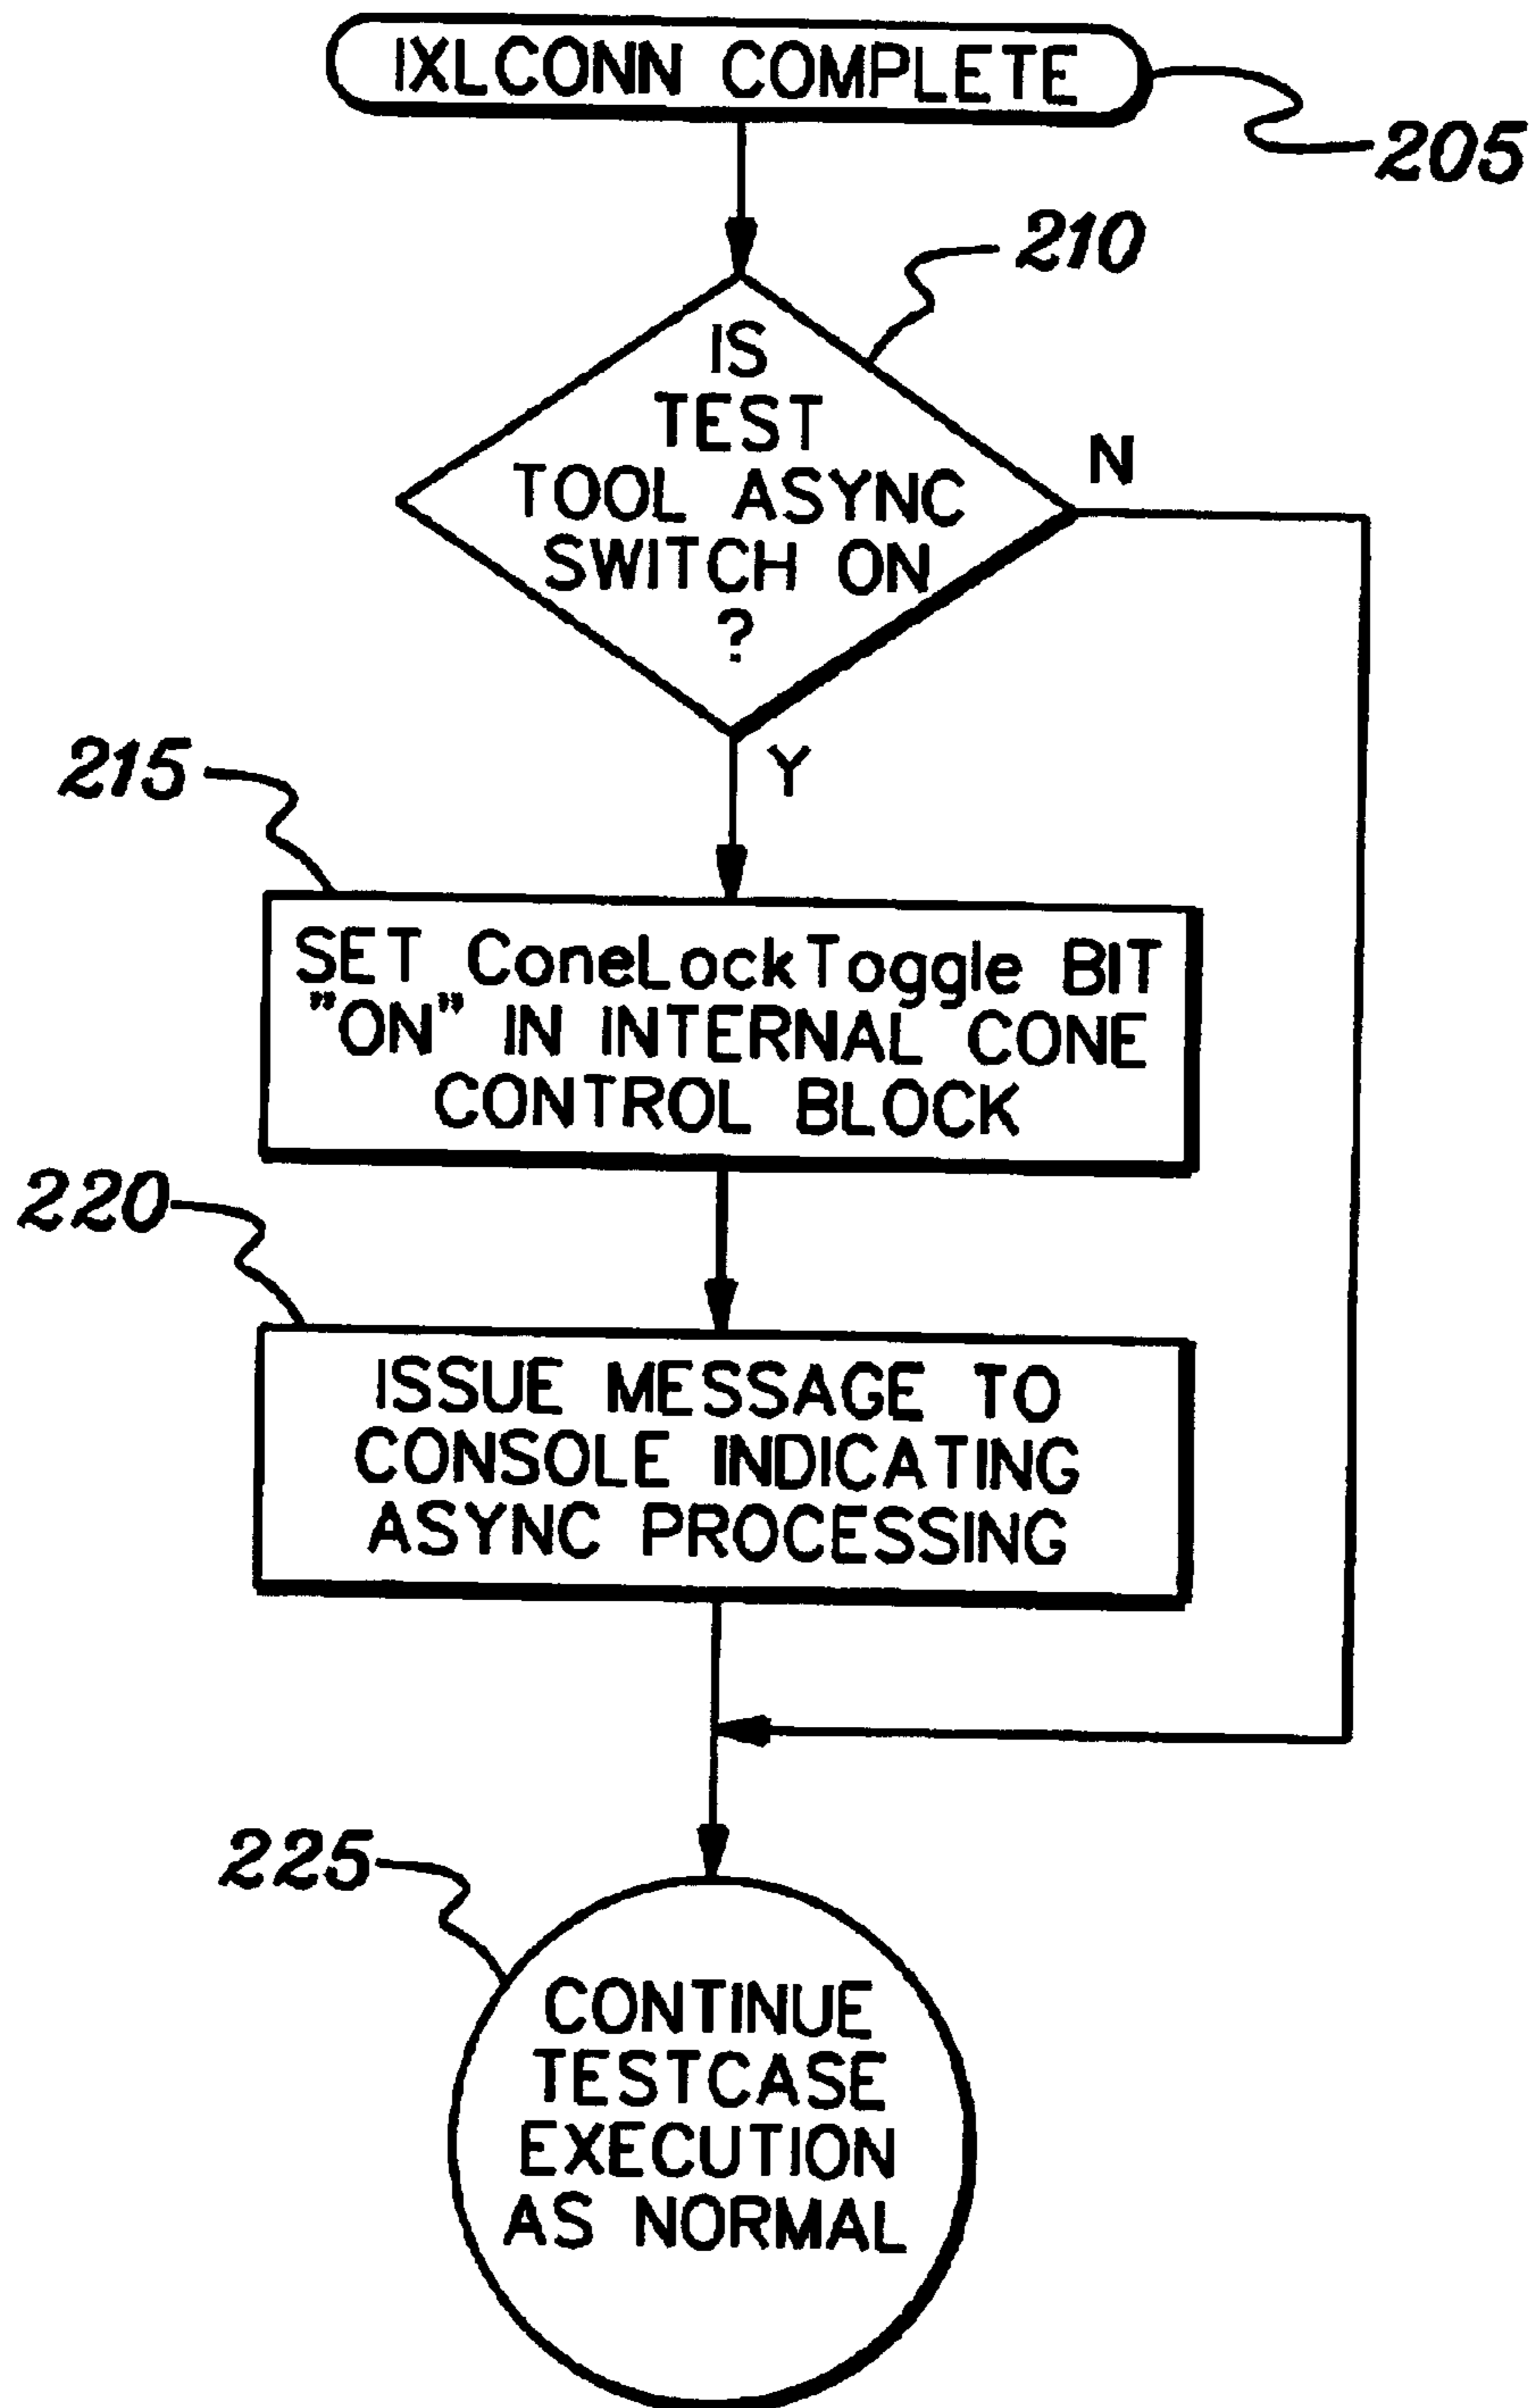 IXLCONN COMPLETE
205
210
IS
TEST
TOOL ASYNC
SWITCH ON
?
N
Y
215
SET ConeLockToggle BIT
"ON" IN INTERNAL CONE
CONTROL BLOCK
220
ISSUE MESSAGE TO
CONSOLE INDICATING
ASYNC PROCESSING
225
CONTINUE
TESTCASE
EXECUTION
AS NORMAL